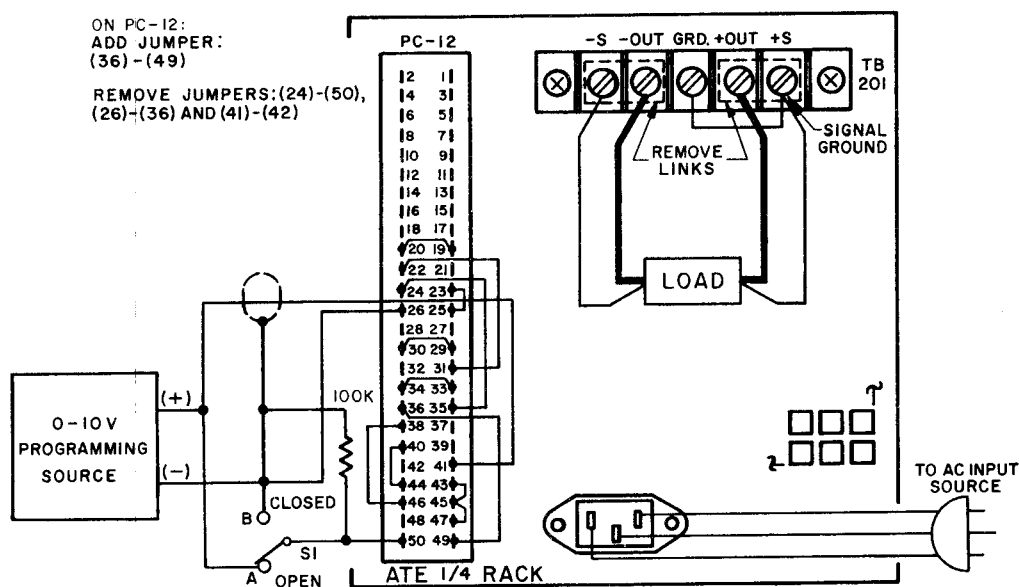 ON PC-12:
ADD JUMPER:
(36)-(49)
REMOVE JUMPERS:(24)-(50),
(26)-(36) AND (41)-(42)
PC-12
2 1
4 3
6 5
8 7
10 9
12 11
14 13
16 15
18 17
20 19
22 21
24 23
26 25
28 27
30 29
32 31
34 33
36 35
38 37
40 39
42 41
44 43
46 45
48 47
50 49
-S -OUT GRD. +OUT +S
TB
201
REMOVE
LINKS
SIGNAL
GROUND
LOAD
0-10V
PROGRAMMING
SOURCE
(+)
(-)
100K
CLOSED
B
A
S1
OPEN
ATE 1/4 RACK
TO AC INPUT
SOURCE